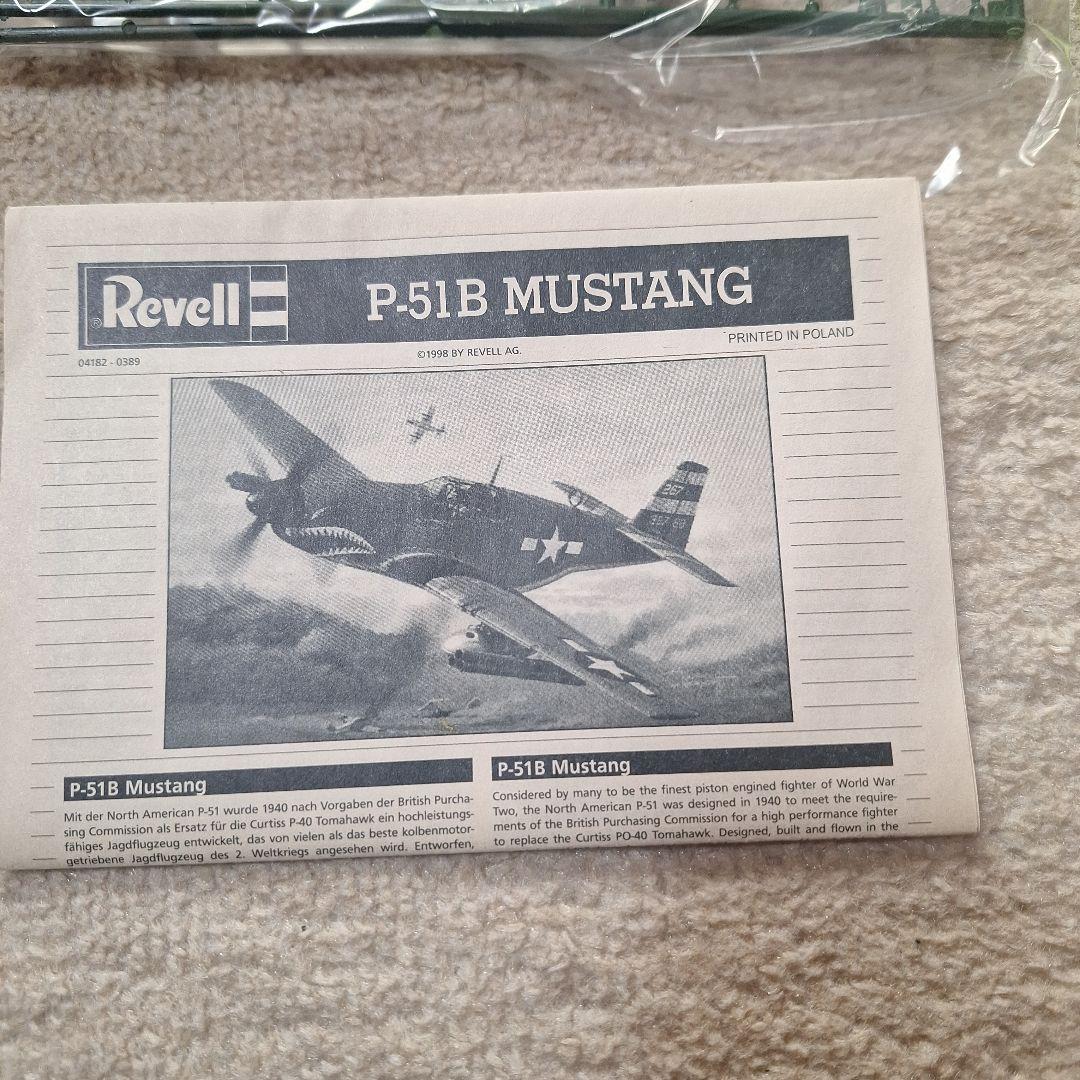 Revell
®
P-51B MUSTANG
04182 - 0389
©1998 BY REVELL AG.
PRINTED IN POLAND
267
P-51B Mustang
Mit der North American P-51 wurde 1940 nach Vorgaben der British Purcha-
sing Commission als Ersatz für die Curtiss P-40 Tomahawk ein hochleistungs-
fähiges Jagdflugzeug entwickelt, das von vielen als das beste kolbenmotor-
getriebene Jagdflugzeug des 2. Weltkriegs angesehen wird. Entworfen,
P-51B Mustang
Considered by many to be the finest piston engined fighter of World War
Two, the North American P-51 was designed in 1940 to meet the require-
ments of the British Purchasing Commission for a high performance fighter
to replace the Curtiss PO-40 Tomahawk. Designed, built and flown in the